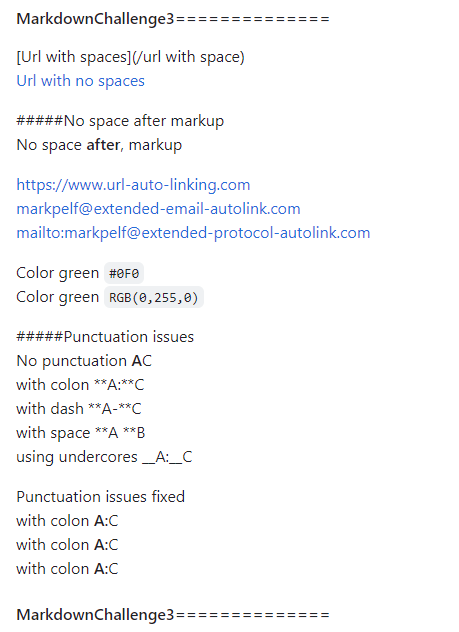 MarkdownChallenge3==============
[Url with spaces](/url with space)
Url with no spaces
#####No space after markup
No space after, markup
https://www.url-auto-linking.com
markpelf@extended-email-autolink.com
mailto:markpelf@extended-protocol-autolink.com
Color green #0F0
Color green RGB(0,255,0)
#####Punctuation issues
No punctuation AC
with colon **A:**C
with dash **A-**C
with space **A **B
using undercores __A:__C
Punctuation issues fixed
with colon A:C
with colon A:C
with colon A:C
MarkdownChallenge3==============